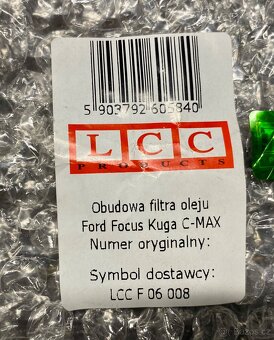 5 903792 605840
LCC
PRODUCTS
Obudowa filtra oleju
Ford Focus Kuga C-MAX
Numer oryginalny:
Symbol dostawcy:
LCC F 06 008